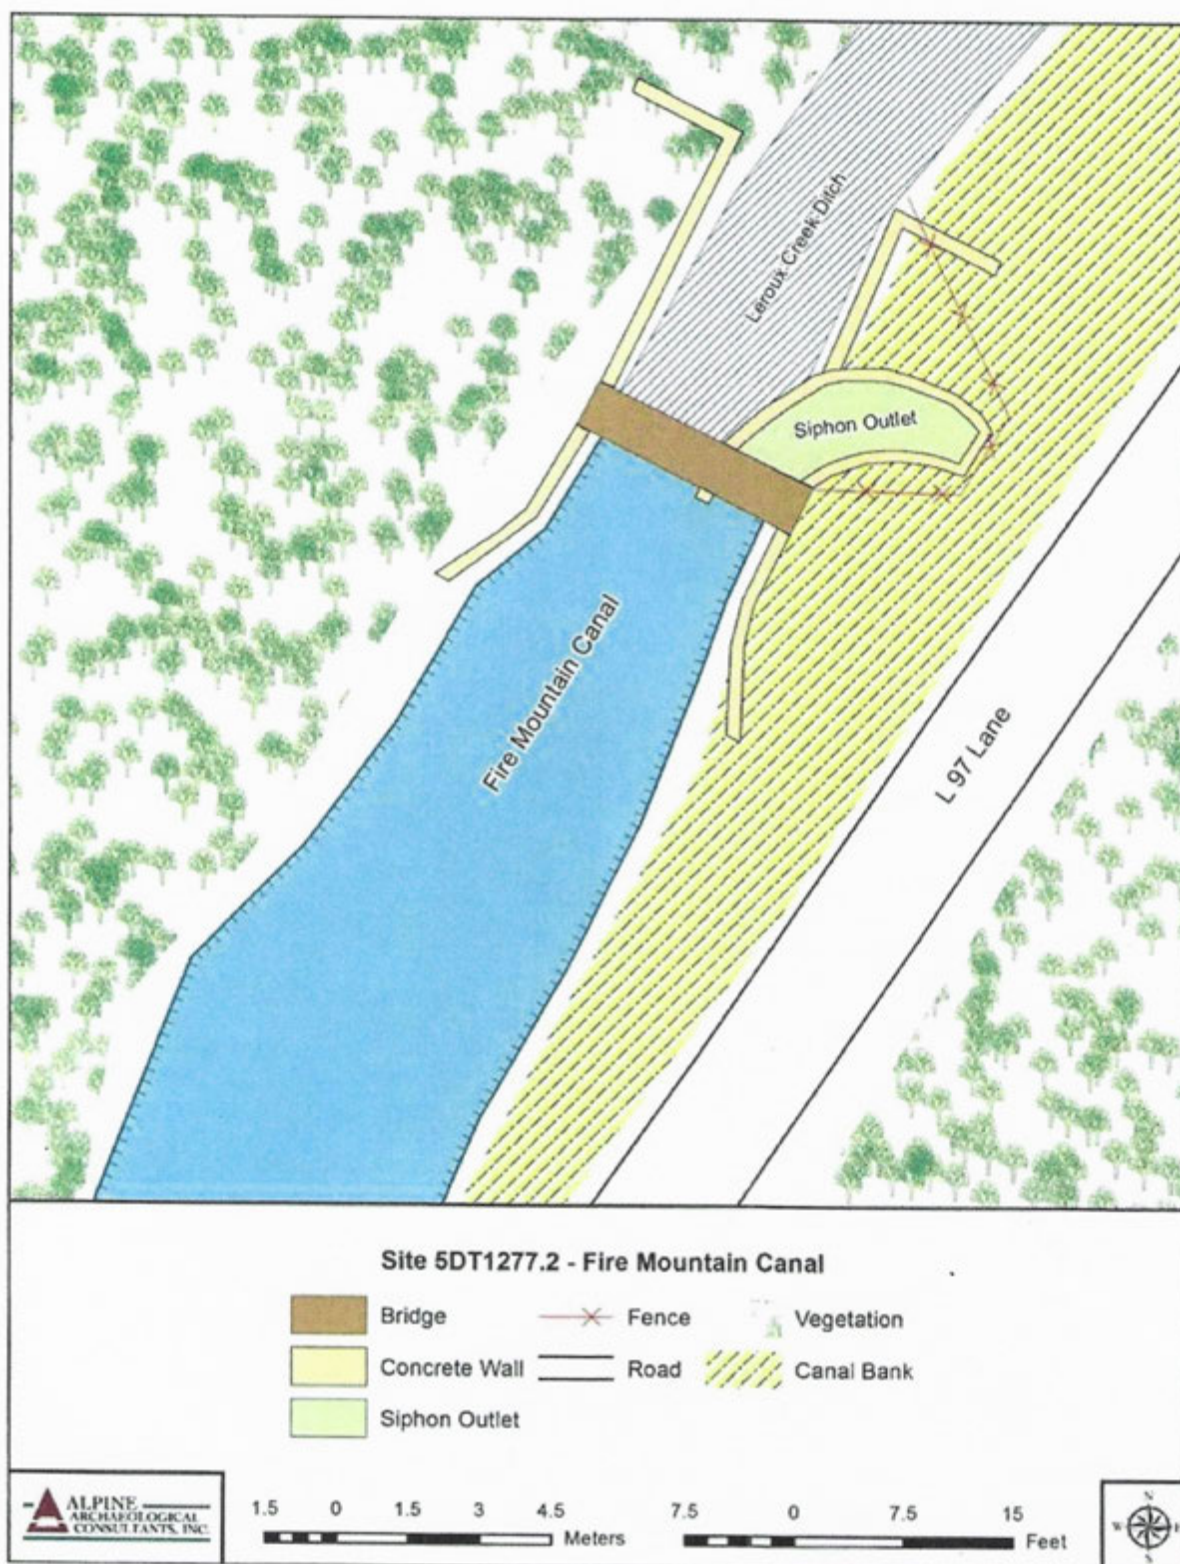 Leroux Creek Ditch
Siphon Outlet
Fire Mountain Canal
L 97 Lane
Site 5DT1277.2 - Fire Mountain Canal
Bridge
Fence
Vegetation
Concrete Wall
Road
Canal Bank
Siphon Outlet
ALPINE
ARCHAEOLOGICAL
CONSULTANTS, INC.
1.5 0 1.5 3 4.5
Meters
7.5 0 7.5 15
Feet
N
W E
S